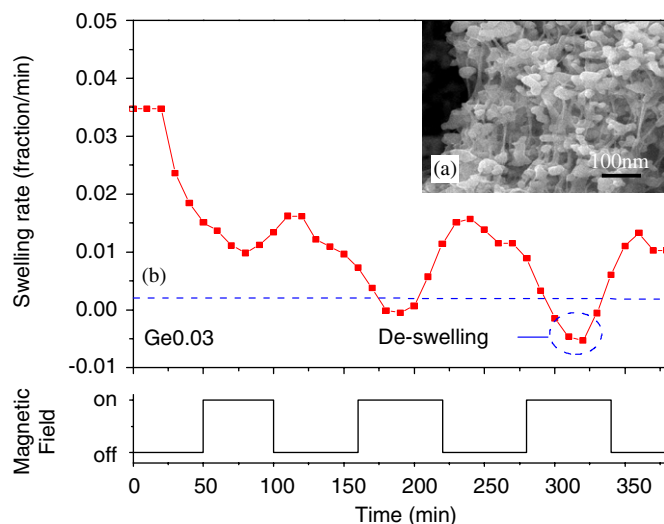 0.05
0.04
0.03
0.02
0.01
0.00
-0.01
Swelling rate (fraction/min)
(a)
100nm
(b)
Ge0.03
De-swelling
on
off
Magnetic
Field
0 50 100 150 200 250 300 350
Time (min)